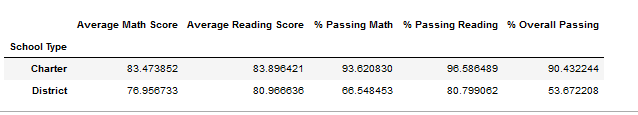 Average Math Score Average Reading Score % Passing Math % Passing Reading % Overall Passing
School Type
Charter 83.473852 83.896421 93.620830 96.586489 90.432244
District 76.956733 80.966636 66.548453 80.799062 53.672208